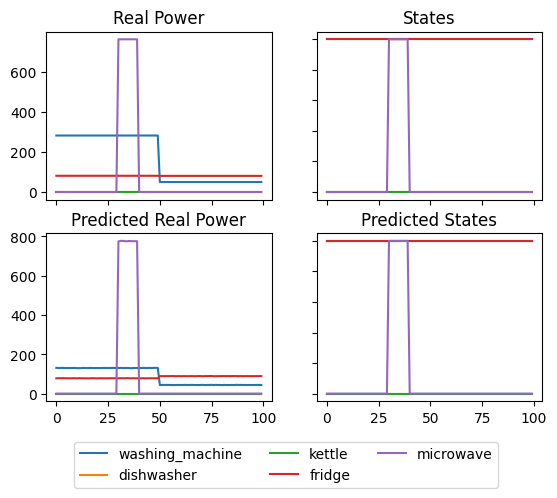 Real Power
States
600
400
200
0
Predicted Real Power
Predicted States
800
600
400
200
0
0 25 50 75 100
0 25 50 75 100
washing_machine kettle microwave
dishwasher fridge